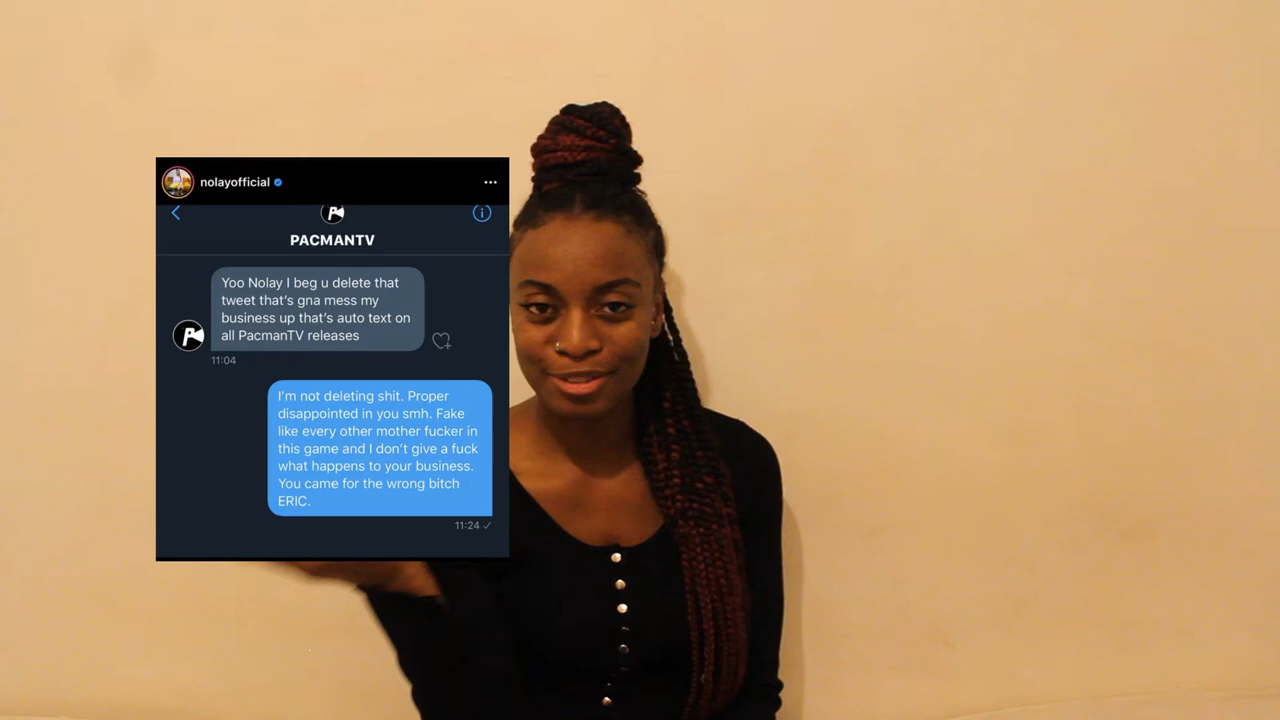 nolayofficial
PACMANTV
Yoo Nolay I beg u delete that
tweet that's gna mess my
business up that's auto text on
all PacmanTV releases
11:04
I'm not deleting shit. Proper
disappointed in you smh. Fake
like every other mother fucker in
this game and I don't give a fuck
what happens to your business.
You came for the wrong bitch
ERIC.
11:24